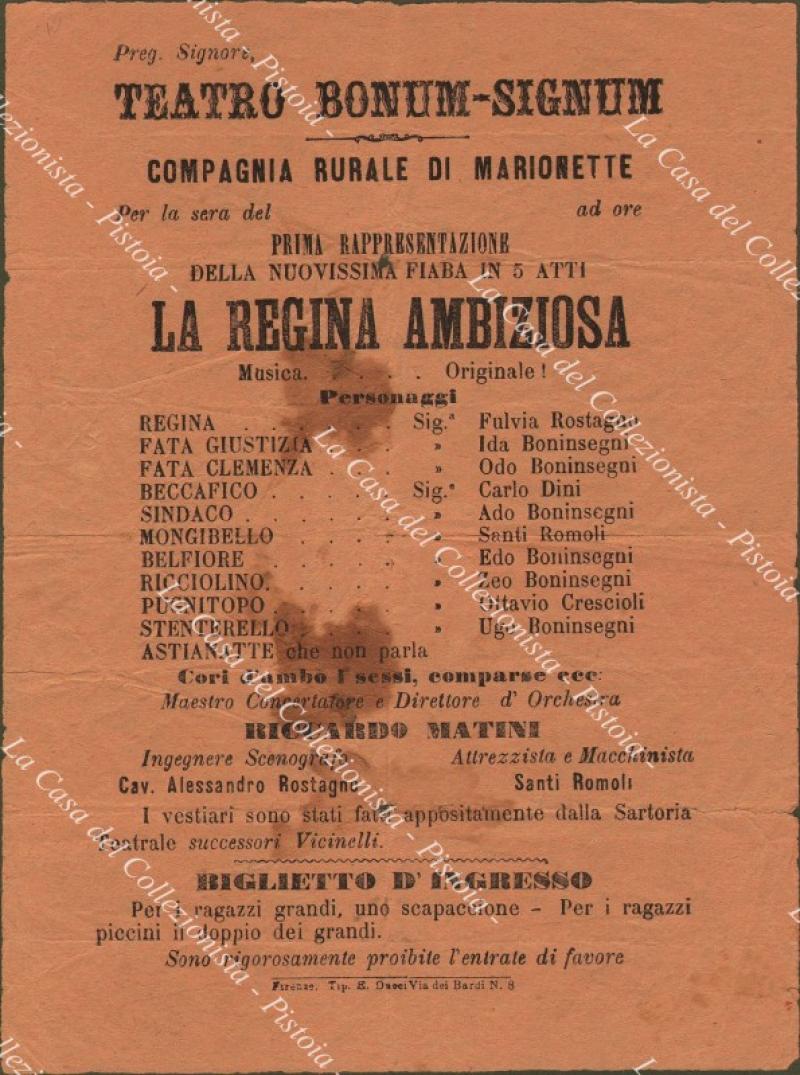 Preg. Signore,
TEATRO BONUM-SIGNUM
COMPAGNIA RURALE DI MARIONETTE
Per la sera del ad ore
PRIMA RAPPRESENTAZIONE
DELLA NUOVISSIMA FIABA IN 5 ATTI
LA REGINA AMBIZIOSA
Musica. . . . . Originale!
Personaggi
REGINA . . . . . . . Sig.ª Fulvia Rostagno
FATA GIUSTIZIA . . . » Ida Boninsegni
FATA CLEMENZA . . . » Odo Boninsegni
BECCAFICO . . . . . . Sig.ᵉ Carlo Dini
SINDACO . . . . . . . » Ado Boninsegni
MONGIBELLO . . . . . » Santi Romoli
BELFIORE . . . . . . » Edo Boninsegni
RICCIOLINO. . . . . . » Zeo Boninsegni
PUGNITOPO . . . . . . » Ottavio Crescioli
STENTERELLO . . . . . » Ugo Boninsegni
ASTIANATTE che non parla
Cori d'ambo i sessi, comparse ecc.
Maestro Concertatore e Direttore d' Orchestra
RICCARDO MATINI
Ingegnere Scenografo Attrezzista e Macchinista
Cav. Alessandro Rostagno Santi Romoli
I vestiari sono stati fatti appositamente dalla Sartoria
Teatrale successori Vicinelli.
BIGLIETTO D' INGRESSO
Per i ragazzi grandi, uno scapaccione - Per i ragazzi
piccini il doppio dei grandi.
Sono rigorosamente proibite l'entrate di favore
Firenze. Tip. E. Ducci Via dei Bardi N. 8
La Casa del Collezionista - Pistoia -